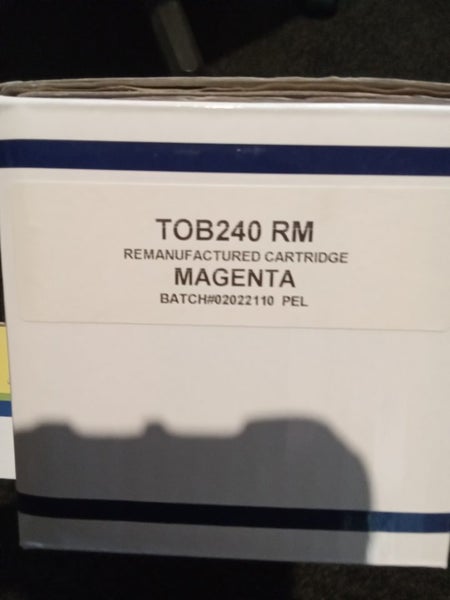 TOB240 RM
REMANUFACTURED CARTRIDGE
MAGENTA
BATCH#02022110 PEL